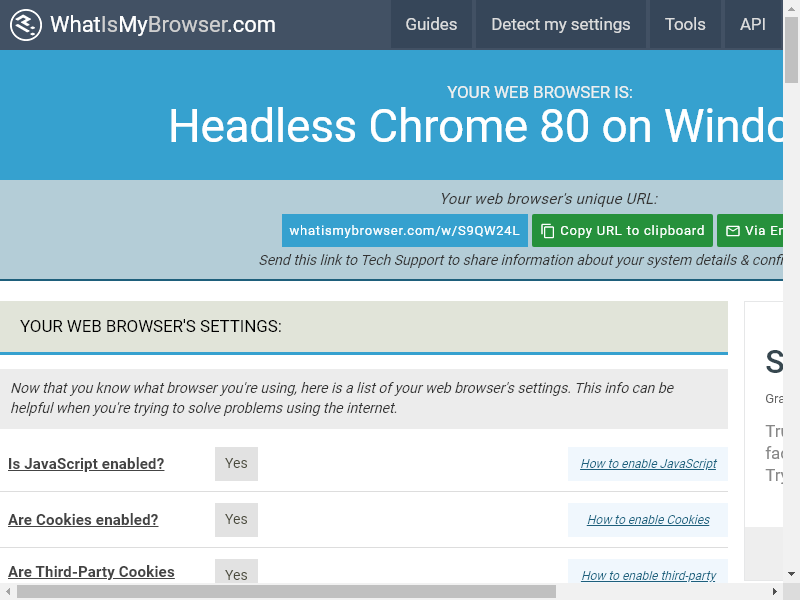 WhatIsMyBrowser.com
Guides
Detect my settings
Tools
API
YOUR WEB BROWSER IS:
Headless Chrome 80 on Windo
Your web browser's unique URL:
whatismybrowser.com/w/S9QW24L
Copy URL to clipboard
Via Em
Send this link to Tech Support to share information about your system details & confi
YOUR WEB BROWSER'S SETTINGS:
Now that you know what browser you're using, here is a list of your web browser's settings. This info can be
helpful when you're trying to solve problems using the internet.
Is JavaScript enabled?
Yes
How to enable JavaScript
Are Cookies enabled?
Yes
How to enable Cookies
Are Third-Party Cookies
Yes
How to enable third-party
S
Gra
Tru
fac
Try